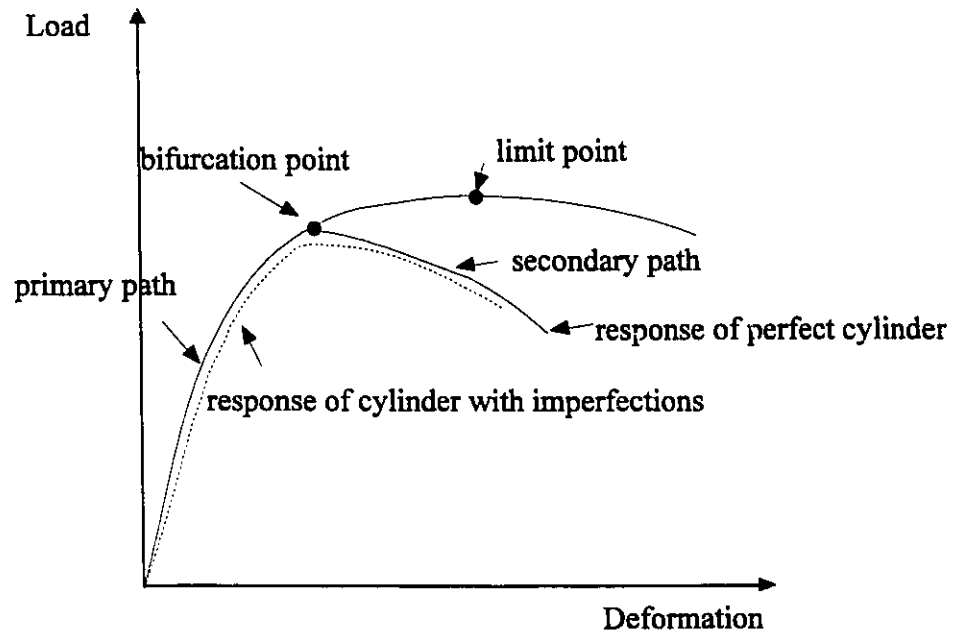 Load
bifurcation point
limit point
primary path
secondary path
response of perfect cylinder
response of cylinder with imperfections
Deformation